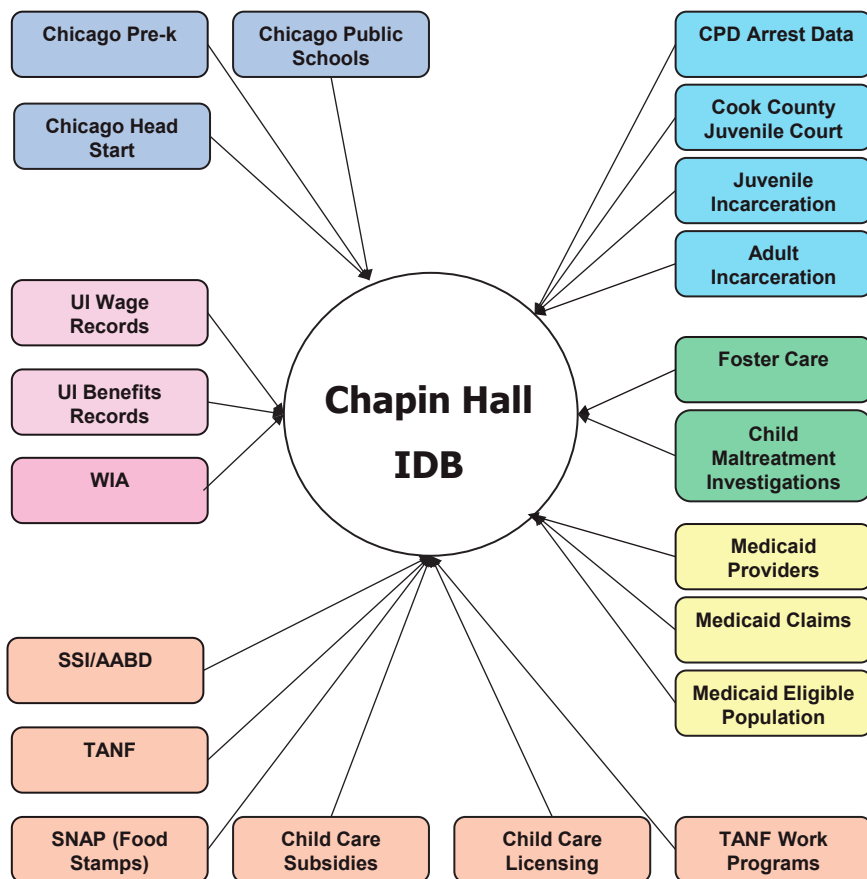 Chicago Pre-k
Chicago Public
Schools
CPD Arrest Data
Cook County
Juvenile Court
Chicago Head
Start
Juvenile
Incarceration
Adult
Incarceration
UI Wage
Records
Foster Care
UI Benefits
Records
Chapin Hall
IDB
Child
Maltreatment
Investigations
WIA
Medicaid
Providers
Medicaid Claims
SSI/AABD
Medicaid Eligible
Population
TANF
SNAP (Food
Stamps)
Child Care
Subsidies
Child Care
Licensing
TANF Work
Programs